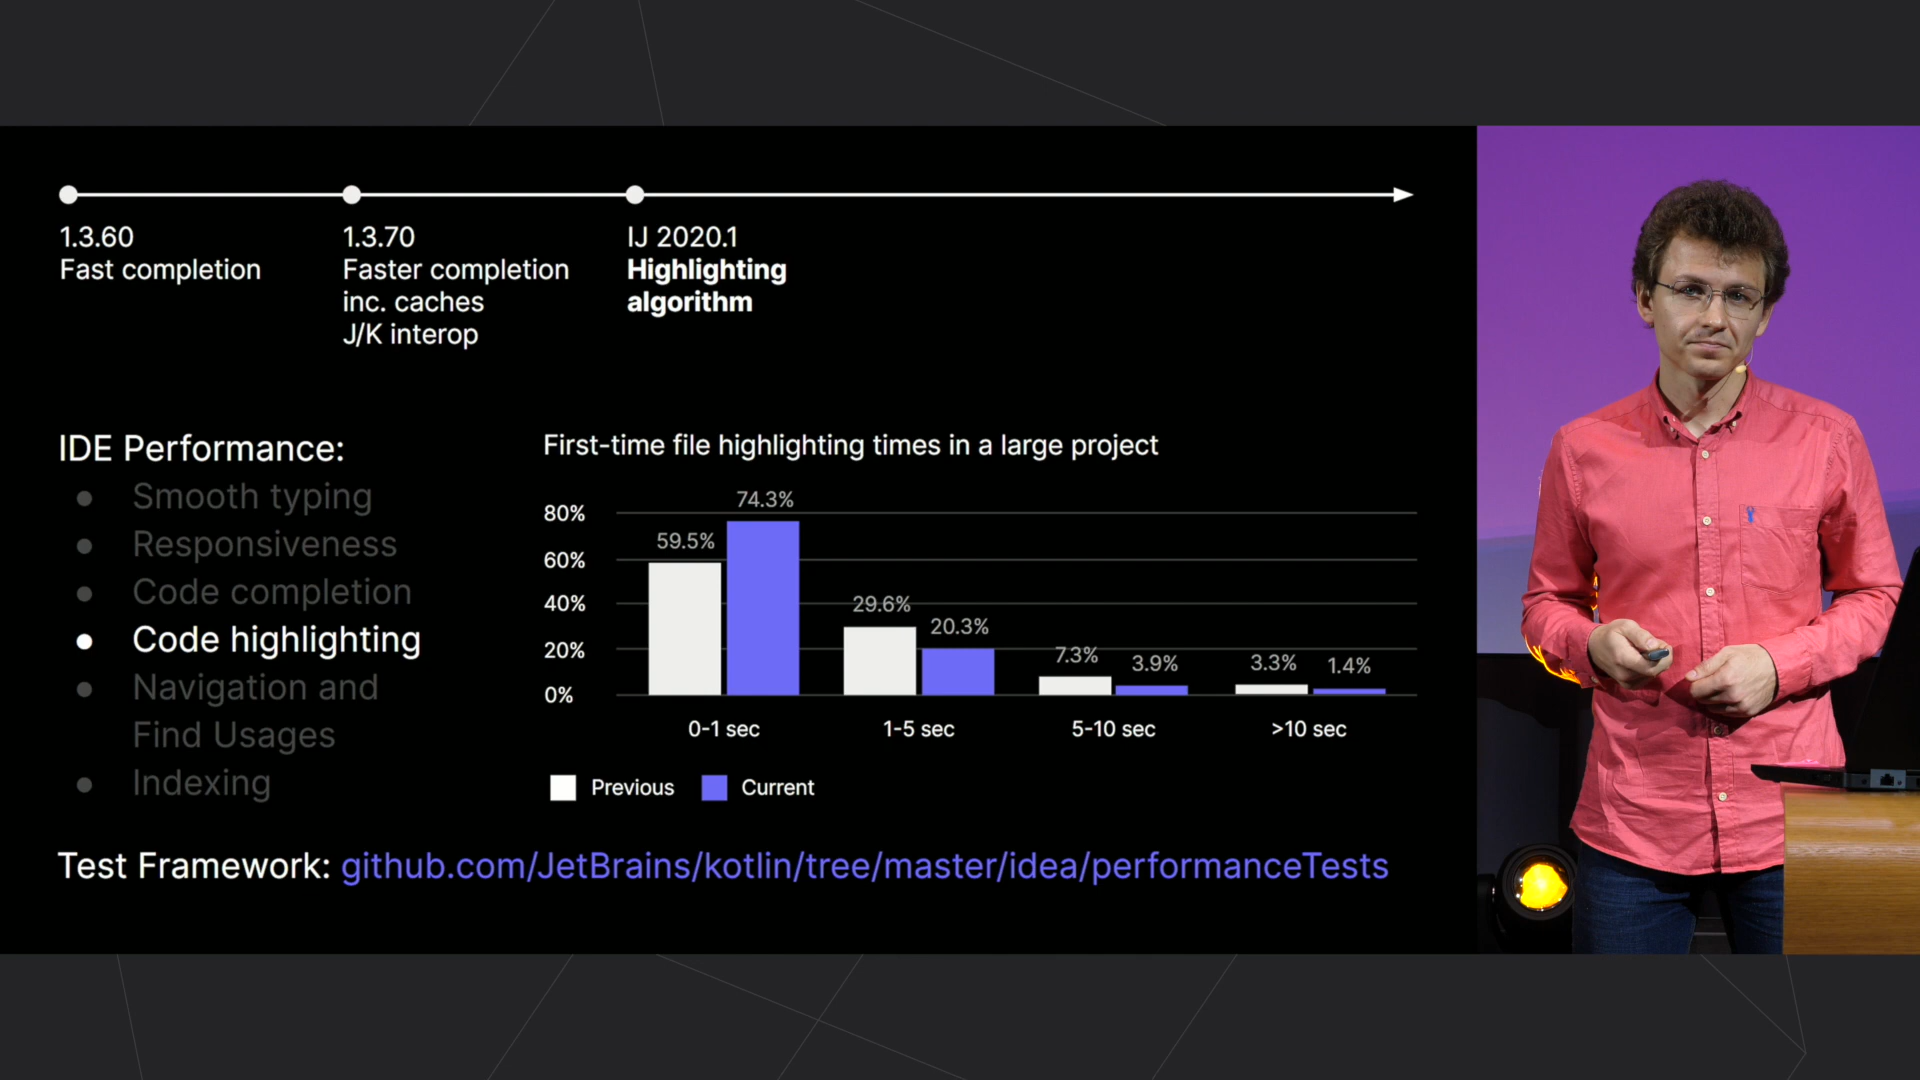 1.3.60
Fast completion
1.3.70
Faster completion
inc. caches
J/K interop
IJ 2020.1
Highlighting
algorithm
IDE Performance:
Smooth typing
Responsiveness
Code completion
Code highlighting
Navigation and
Find Usages
Indexing
First-time file highlighting times in a large project
80%
60%
40%
20%
0%
59.5%
74.3%
29.6%
20.3%
7.3%
3.9%
3.3%
1.4%
0-1 sec
1-5 sec
5-10 sec
>10 sec
Previous
Current
Test Framework: github.com/JetBrains/kotlin/tree/master/idea/performanceTests